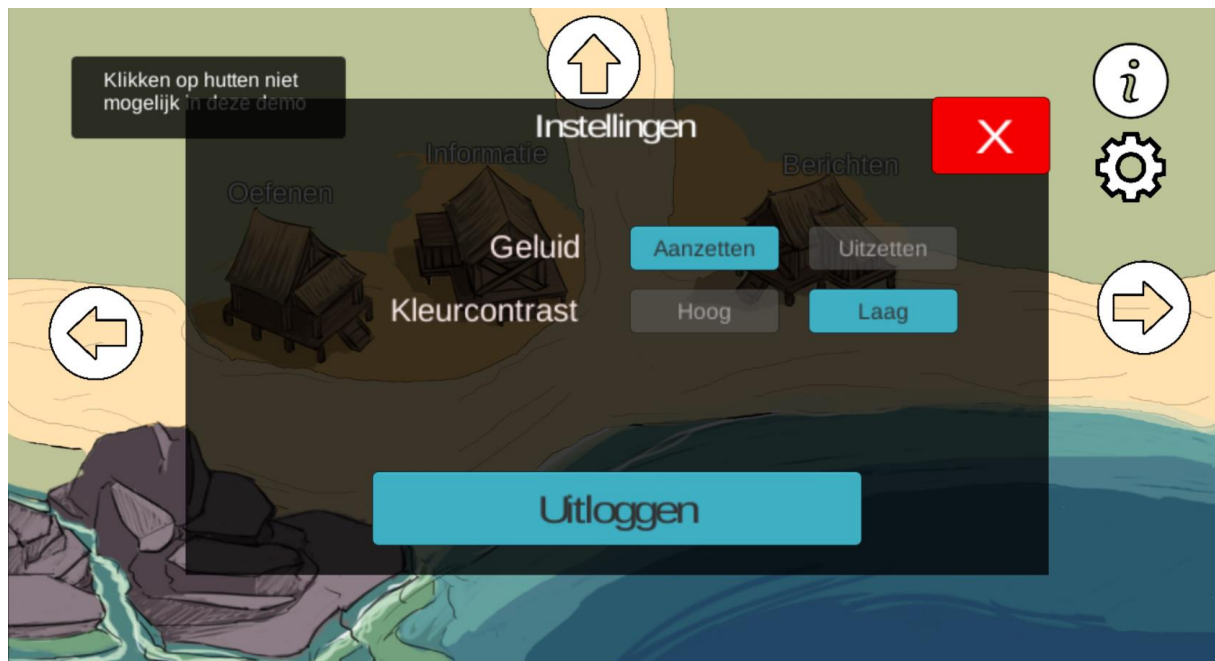 Klikken op hutten niet
mogelijk in deze demo
i
Instellingen
X
Informatie
Berichten
Oefenen
Geluid
Aanzetten
Uitzetten
Kleurcontrast
Hoog
Laag
Uitloggen